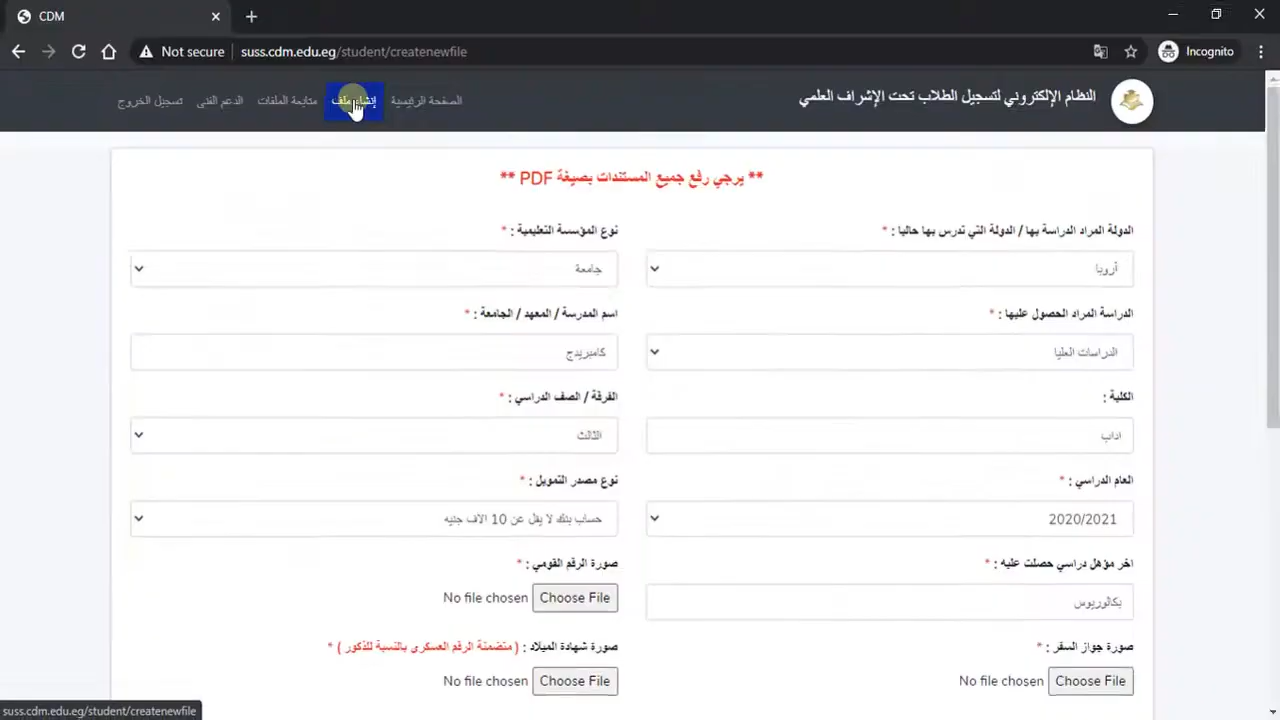 CDM
Not secure
suss.cdm.edu.eg/student/createnewfile
Incognito
النظام الإلكتروني لتسجيل الطلاب تحت الإشراف العلمي
الصفحة الرئيسية
إنشاء ملف
متابعة الملفات
الدعم الفنى
تسجيل الخروج
** يرجي رفع جميع المستندات بصيغة PDF **
الدولة المراد الدراسة بها / الدولة التي تدرس بها حاليا : *
أروبا
نوع المؤسسة التعليمية : *
جامعة
الدراسة المراد الحصول عليها : *
الدراسات العليا
اسم المدرسة / المعهد / الجامعة : *
كامبريدج
الكلية :
اداب
الفرقة / الصف الدراسي : *
الثالث
العام الدراسي : *
2020/2021
نوع مصدر التمويل : *
حساب بنك لا يقل عن 10 الاف جنيه
اخر مؤهل دراسي حصلت عليه : *
بكالوريوس
صورة الرقم القومي : *
Choose File No file chosen
صورة جواز السفر : *
Choose File No file chosen
صورة شهادة الميلاد : ( متضمنة الرقم العسكري بالنسبة للذكور ) *
Choose File No file chosen
suss.cdm.edu.eg/student/createnewfile